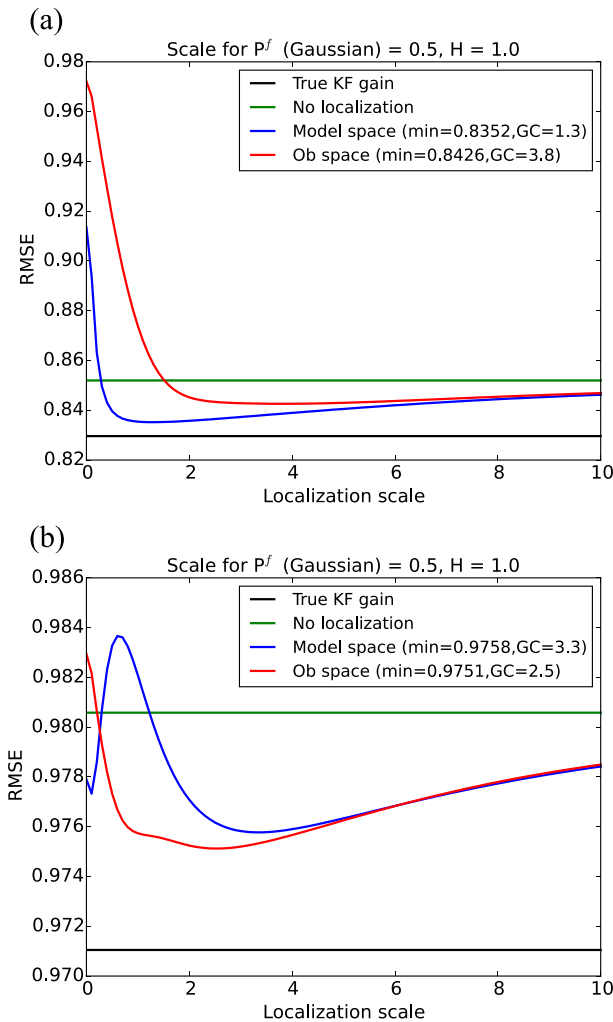 (a)
Scale for P^f (Gaussian) = 0.5, H = 1.0
0.98
0.96
0.94
0.92
0.90
0.88
0.86
0.84
0.82
RMSE
True KF gain
No localization
Model space (min=0.8352,GC=1.3)
Ob space (min=0.8426,GC=3.8)
0 2 4 6 8 10
Localization scale
(b)
Scale for P^f (Gaussian) = 0.5, H = 1.0
0.986
0.984
0.982
0.980
0.978
0.976
0.974
0.972
0.970
RMSE
True KF gain
No localization
Model space (min=0.9758,GC=3.3)
Ob space (min=0.9751,GC=2.5)
0 2 4 6 8 10
Localization scale